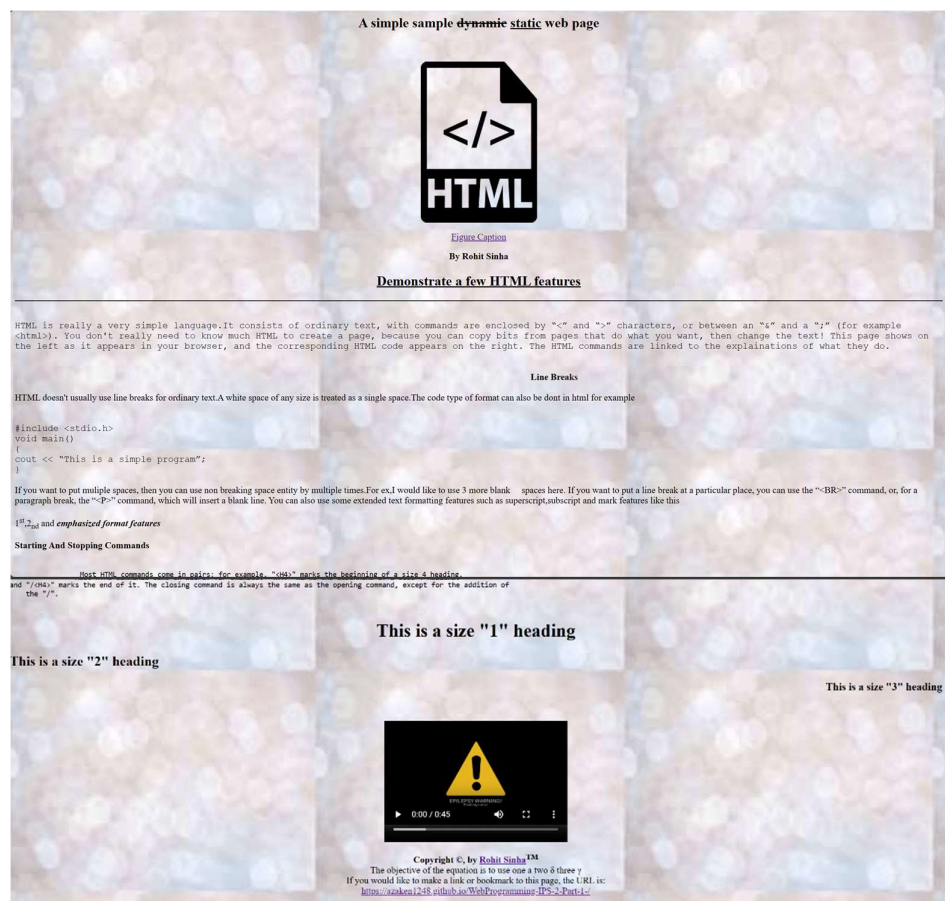 A simple sample dynamic static web page
</>
HTML
Figure Caption
By Rohit Sinha
Demonstrate a few HTML features
HTML is really a very simple language.It consists of ordinary text, with commands are enclosed by “<” and “>” characters, or between an “&” and a “;” (for example
<html>). You don't really need to know much HTML to create a page, because you can copy bits from pages that do what you want, then change the text! This page shows on
the left as it appears in your browser, and the corresponding HTML code appears on the right. The HTML commands are linked to the explainations of what they do.
Line Breaks
HTML doesn't usually use line breaks for ordinary text.A white space of any size is treated as a single space.The code type of format can also be dont in html for example
#include <stdio.h>
void main()
{
cout << “This is a simple program”;
}
If you want to put muliple spaces, then you can use non breaking space entity by multiple times.For ex,I would like to use 3 more blank    spaces here. If you want to put a line break at a particular place, you can use the “<BR>” command, or, for a
paragraph break, the “<P>” command, which will insert a blank line. You can also use some extended text formatting features such as superscript,subscript and mark features like this
1st,2nd and emphasized format features
Starting And Stopping Commands
Most HTML commands come in pairs: for example, "<H4>" marks the beginning of a size 4 heading,
and "/<H4>" marks the end of it. The closing command is always the same as the opening command, except for the addition of
the "/".
This is a size "1" heading
This is a size "2" heading
This is a size "3" heading
EPILEPSY WARNING!
0:00 / 0:45
Copyright ©, by Rohit Sinha™
The objective of the equation is to use one a two δ three γ
If you would like to make a link or bookmark to this page, the URL is:
https://azaken1248.github.io/WebProgramming-IPS-2-Part-1-/